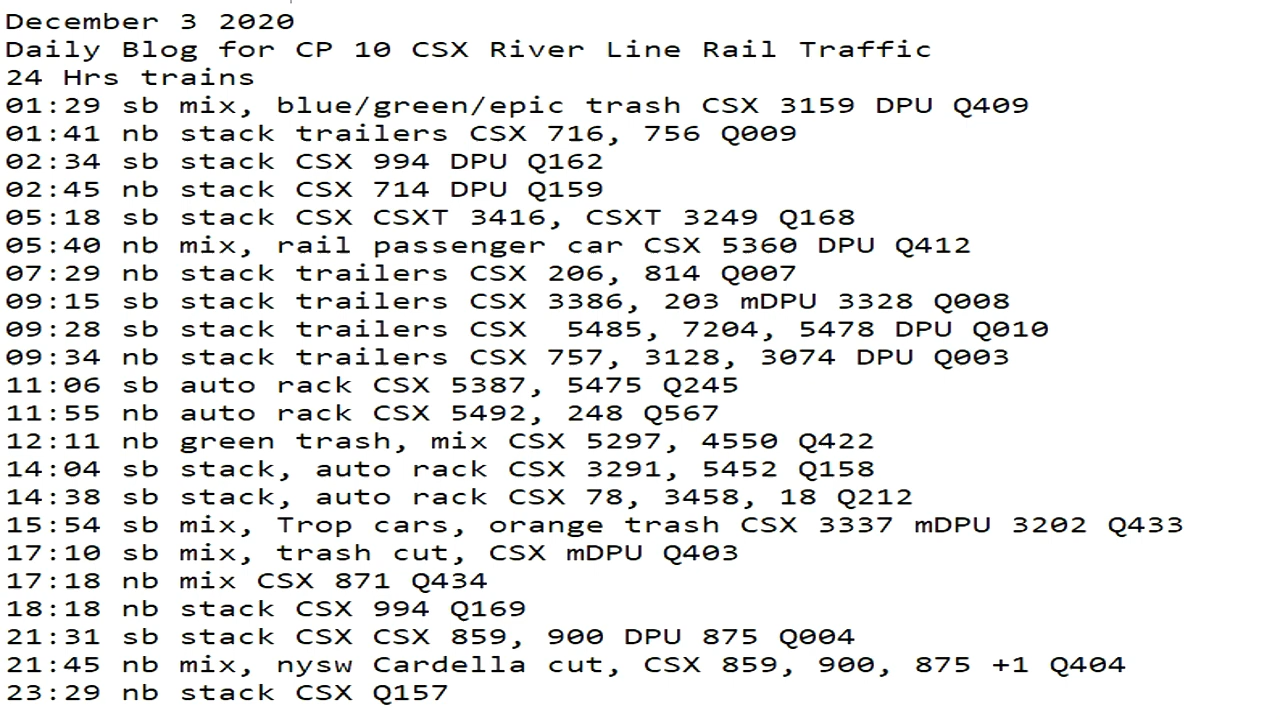 December 3 2020
Daily Blog for CP 10 CSX River Line Rail Traffic
24 Hrs trains
01:29 sb mix, blue/green/epic trash CSX 3159 DPU Q409
01:41 nb stack trailers CSX 716, 756 Q009
02:34 sb stack CSX 994 DPU Q162
02:45 nb stack CSX 714 DPU Q159
05:18 sb stack CSX CSXT 3416, CSXT 3249 Q168
05:40 nb mix, rail passenger car CSX 5360 DPU Q412
07:29 nb stack trailers CSX 206, 814 Q007
09:15 sb stack trailers CSX 3386, 203 mDPU 3328 Q008
09:28 sb stack trailers CSX  5485, 7204, 5478 DPU Q010
09:34 nb stack trailers CSX 757, 3128, 3074 DPU Q003
11:06 sb auto rack CSX 5387, 5475 Q245
11:55 nb auto rack CSX 5492, 248 Q567
12:11 nb green trash, mix CSX 5297, 4550 Q422
14:04 sb stack, auto rack CSX 3291, 5452 Q158
14:38 sb stack, auto rack CSX 78, 3458, 18 Q212
15:54 sb mix, Trop cars, orange trash CSX 3337 mDPU 3202 Q433
17:10 sb mix, trash cut, CSX mDPU Q403
17:18 nb mix CSX 871 Q434
18:18 nb stack CSX 994 Q169
21:31 sb stack CSX CSX 859, 900 DPU 875 Q004
21:45 nb mix, nysw Cardella cut, CSX 859, 900, 875 +1 Q404
23:29 nb stack CSX Q157